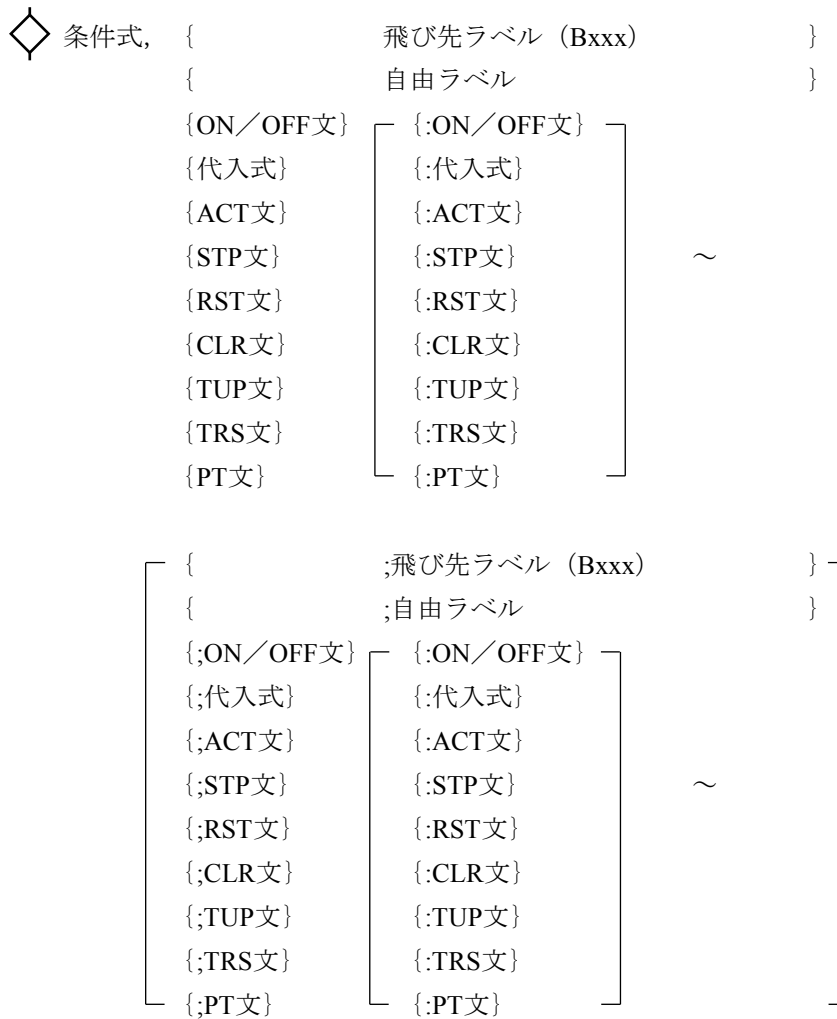 条件式, { 飛び先ラベル（Bxxx） }
{ 自由ラベル }
{ON／OFF文} {:ON／OFF文}
{代入式} {:代入式}
{ACT文} {:ACT文}
{STP文} {:STP文} ～
{RST文} {:RST文}
{CLR文} {:CLR文}
{TUP文} {:TUP文}
{TRS文} {:TRS文}
{PT文} {:PT文}
{ ;飛び先ラベル（Bxxx） }
{ ;自由ラベル }
{;ON／OFF文} {:ON／OFF文}
{;代入式} {:代入式}
{;ACT文} {:ACT文}
{;STP文} {:STP文} ～
{;RST文} {:RST文}
{;CLR文} {:CLR文}
{;TUP文} {:TUP文}
{;TRS文} {:TRS文}
{;PT文} {:PT文}